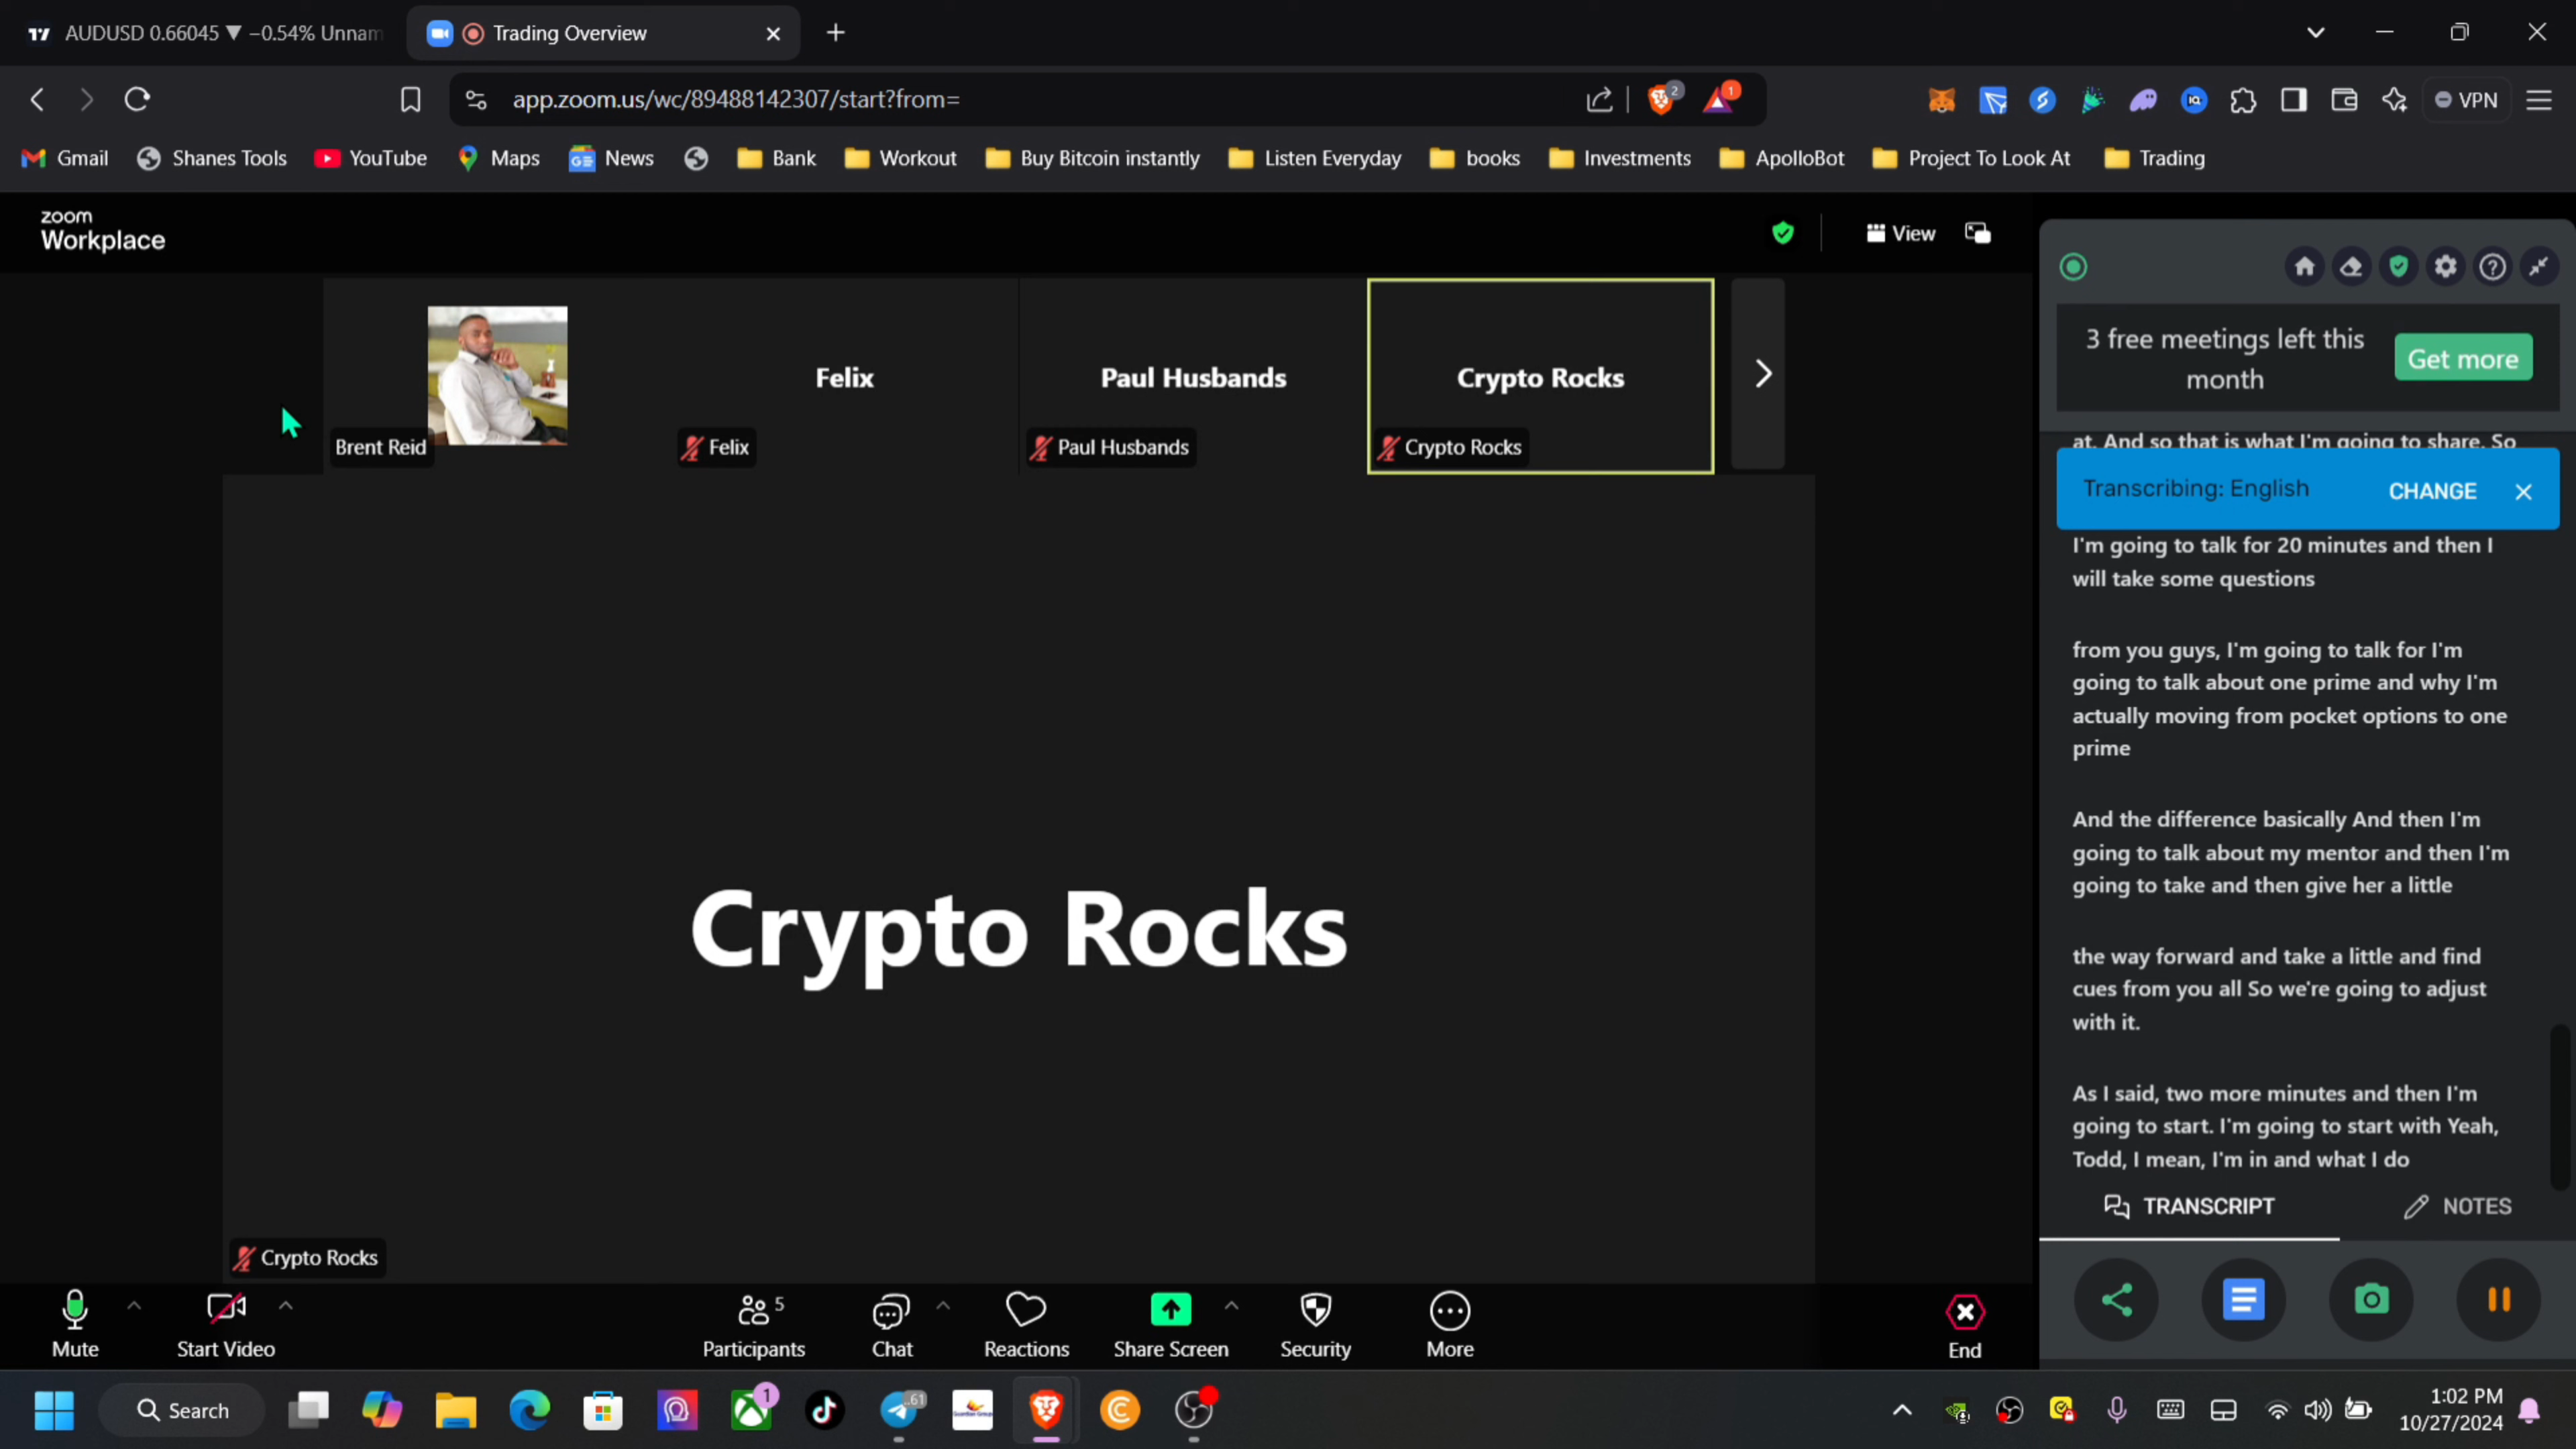 AUDUSD 0.66045 ▼ −0.54% Unnam
Trading Overview
app.zoom.us/wc/89488142307/start?from=
2
1
VPN
Gmail
Shanes Tools
YouTube
Maps
News
Bank
Workout
Buy Bitcoin instantly
Listen Everyday
books
Investments
ApolloBot
Project To Look At
Trading
zoom
Workplace
View
Brent Reid
Felix
Felix
Paul Husbands
Paul Husbands
Crypto Rocks
Crypto Rocks
Crypto Rocks
Crypto Rocks
3 free meetings left this
month
Get more
at. And so that is what I'm going to share. So
Transcribing: English
CHANGE
I'm going to talk for 20 minutes and then I
will take some questions
from you guys, I'm going to talk for I'm
going to talk about one prime and why I'm
actually moving from pocket options to one
prime
And the difference basically And then I'm
going to talk about my mentor and then I'm
going to take and then give her a little
the way forward and take a little and find
cues from you all So we're going to adjust
with it.
As I said, two more minutes and then I'm
going to start. I'm going to start with Yeah,
Todd, I mean, I'm in and what I do
TRANSCRIPT
NOTES
Mute
Start Video
5
Participants
Chat
Reactions
Share Screen
Security
More
End
Search
1
61
1:02 PM
10/27/2024